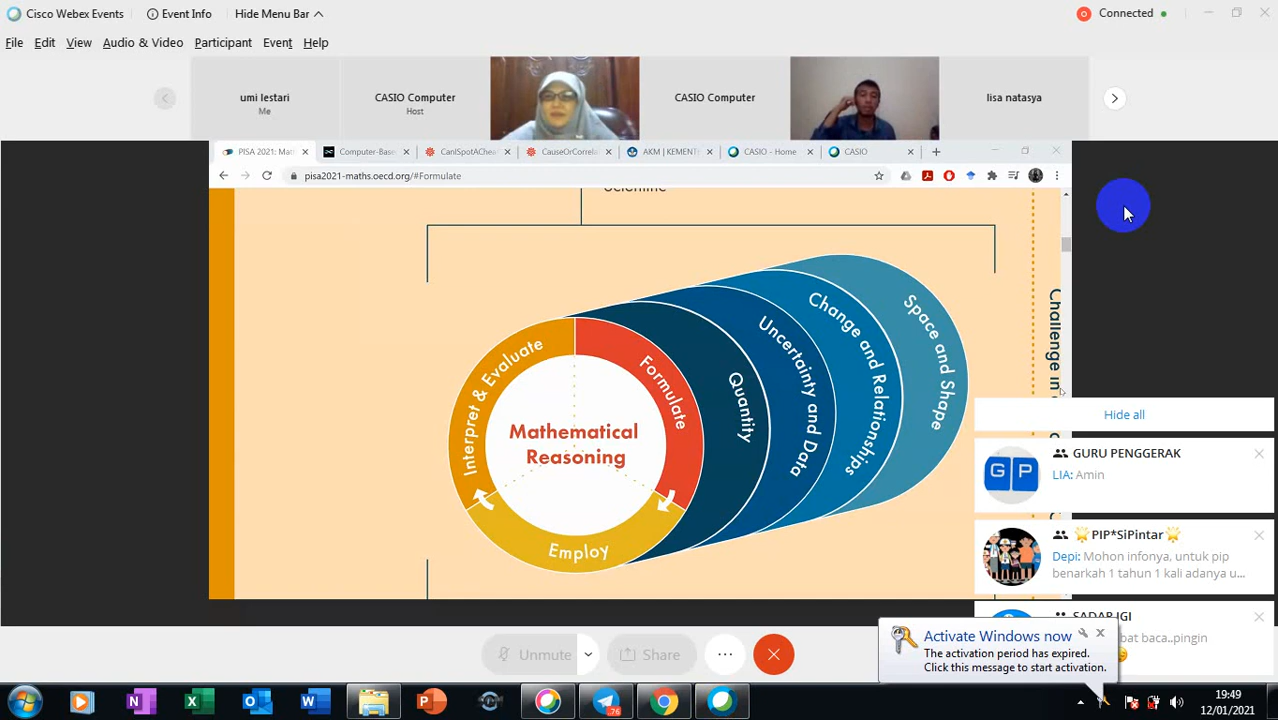 Cisco Webex Events
Event Info
Hide Menu Bar
Connected
File Edit View Audio & Video Participant Event Help
umi lestari
Me
CASIO Computer
Host
CASIO Computer
lisa natasya
PISA 2021: Mat
Computer-Base
CanISpotAChea
CauseOrCorrela
AKM | KEMENT
CASIO - Home
CASIO
pisa2021-maths.oecd.org/#Formulate
Mathematical
Reasoning
Interpret & Evaluate
Formulate
Employ
Quantity
Uncertainty and Data
Change and Relationships
Space and Shape
Challenge in
Hide all
GP
GURU PENGGERAK
LIA: Amin
🌟PIP*SiPintar🌟
Depi: Mohon infonya, untuk pip
benarkah 1 tahun 1 kali adanya u...
SADAR IGI
bat baca..pingin
Activate Windows now
The activation period has expired.
Click this message to start activation.
Unmute
Share
76
19:49
12/01/2021